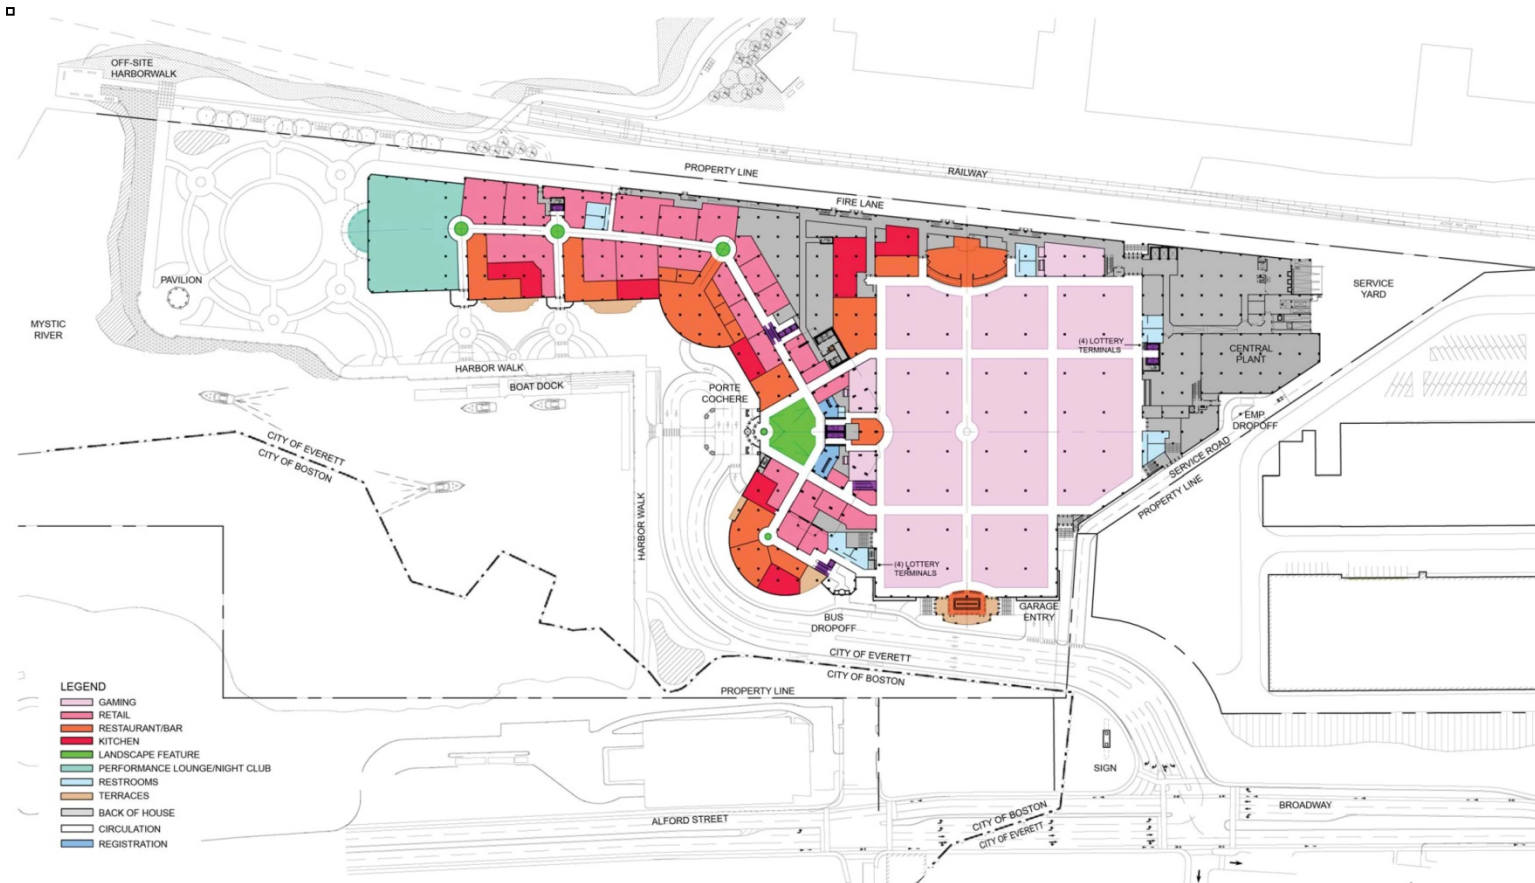 OFF-SITE
HARBORWALK
PROPERTY LINE
RAILWAY
FIRE LANE
PAVILION
SERVICE
YARD
MYSTIC
RIVER
(4) LOTTERY
TERMINALS
CENTRAL
PLANT
HARBOR WALK
BOAT DOCK
PORTE
COCHERE
EMP.
DROPOFF
CITY OF EVERETT
CITY OF BOSTON
SERVICE ROAD
PROPERTY LINE
HARBOR WALK
(4) LOTTERY
TERMINALS
BUS
DROPOFF
GARAGE
ENTRY
CITY OF EVERETT
CITY OF BOSTON
PROPERTY LINE
LEGEND
GAMING
RETAIL
RESTAURANT/BAR
KITCHEN
LANDSCAPE FEATURE
PERFORMANCE LOUNGE/NIGHT CLUB
RESTROOMS
TERRACES
BACK OF HOUSE
CIRCULATION
REGISTRATION
SIGN
ALFORD STREET
CITY OF BOSTON
CITY OF EVERETT
BROADWAY